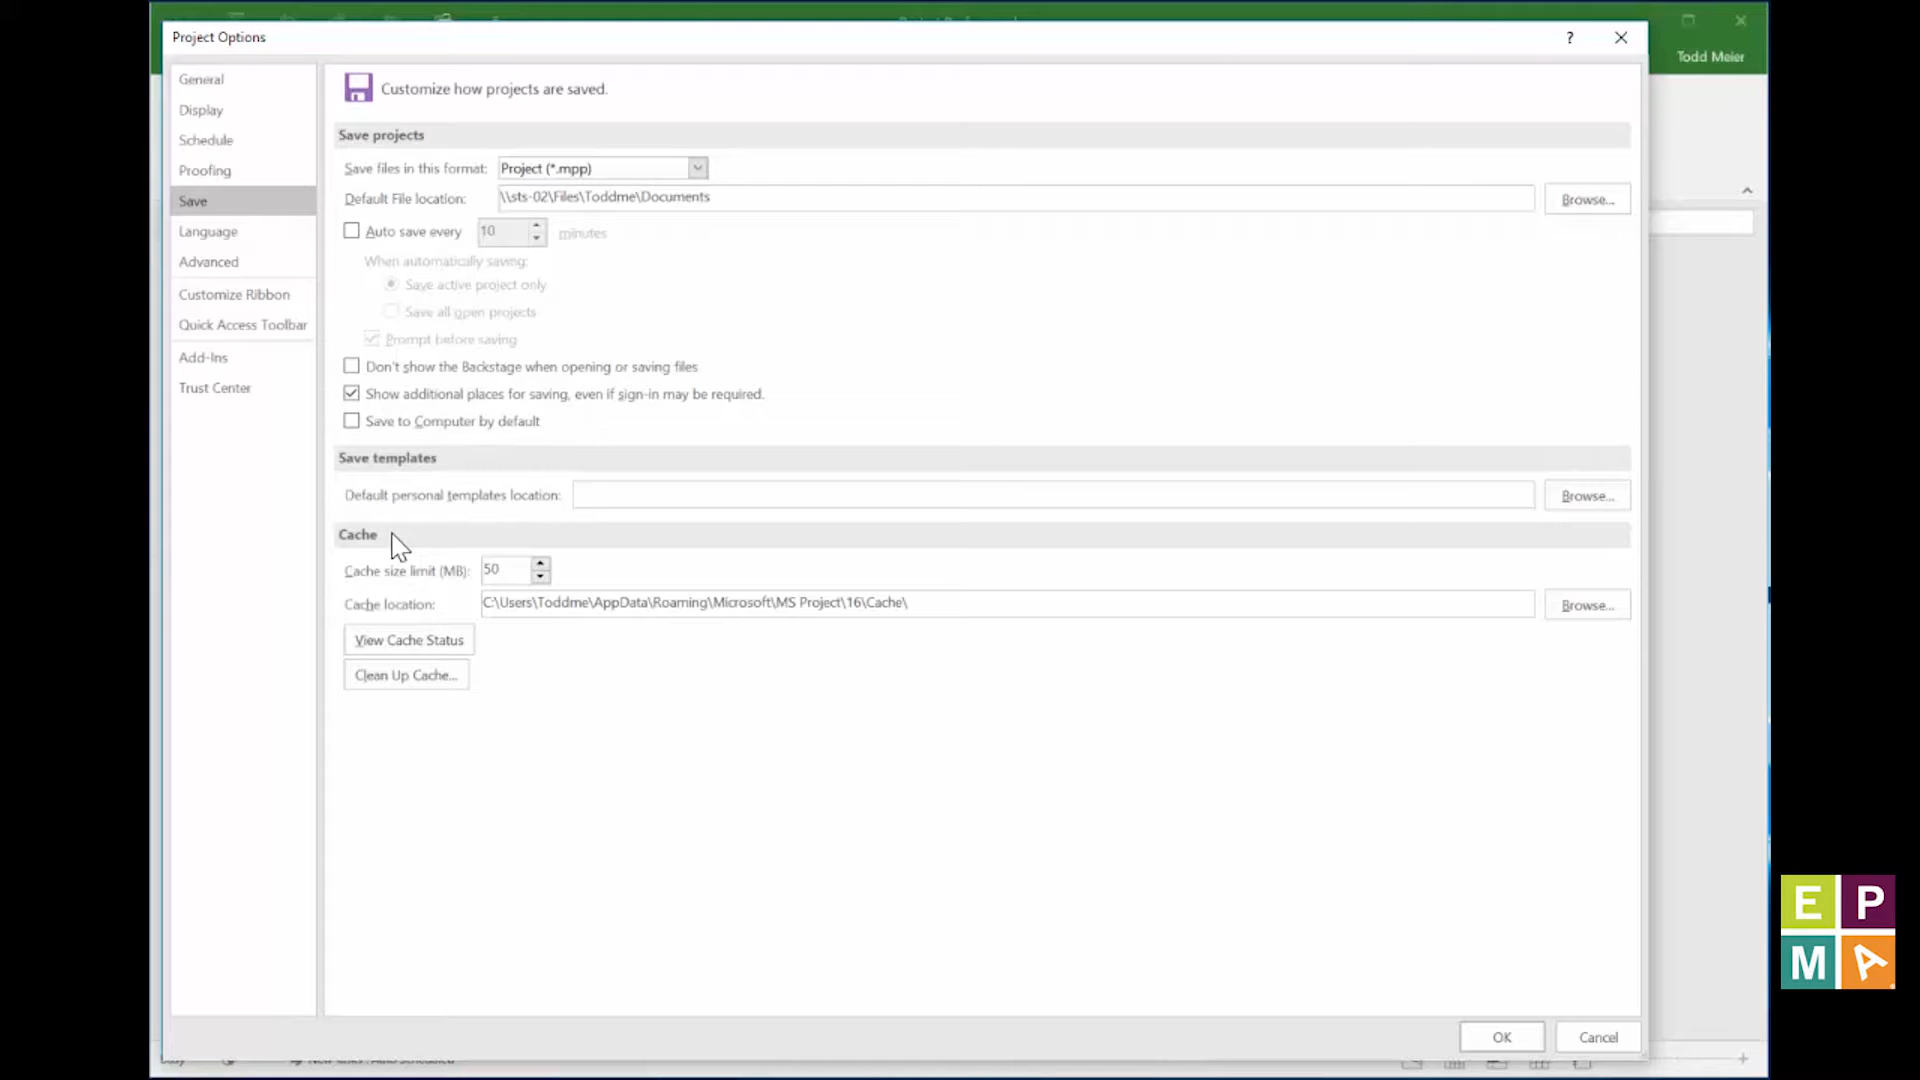 Project Options
?
Todd Meier
General
Display
Schedule
Proofing
Save
Language
Advanced
Customize Ribbon
Quick Access Toolbar
Add-Ins
Trust Center
Customize how projects are saved.
Save projects
Save files in this format: Project (*.mpp)
Default File location: \\sts-02\Files\Toddme\Documents Browse...
Auto save every 10 minutes
When automatically saving:
Save active project only
Save all open projects
Prompt before saving
Don't show the Backstage when opening or saving files
Show additional places for saving, even if sign-in may be required.
Save to Computer by default
Save templates
Default personal templates location: Browse...
Cache
Cache size limit (MB): 50
Cache location: C:\Users\Toddme\AppData\Roaming\Microsoft\MS Project\16\Cache\ Browse...
View Cache Status
Clean Up Cache...
OK Cancel
E P
M A